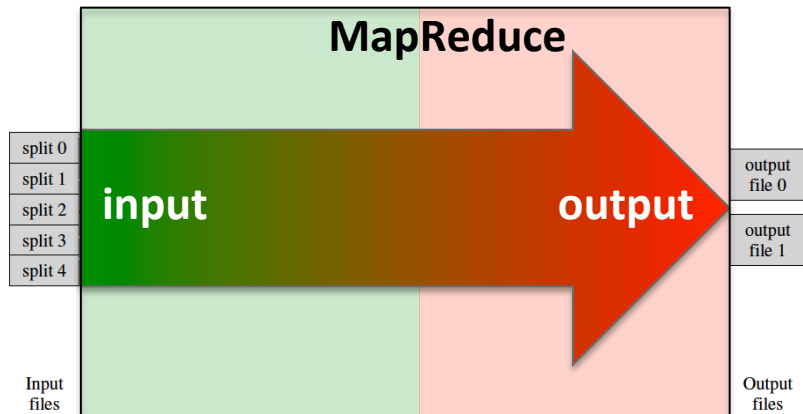 MapReduce
split 0
split 1
split 2
split 3
split 4
input
output
output
file 0
output
file 1
Input
files
Output
files